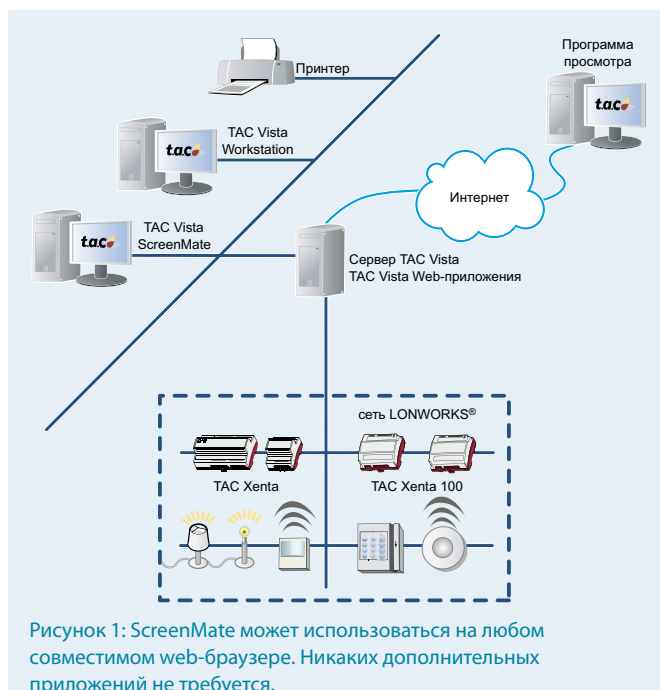 Принтер
Программа
просмотра
t.a.c.
TAC Vista
Workstation
t.a.c.
Интернет
TAC Vista
ScreenMate
t.a.c.
Сервер TAC Vista
TAC Vista Web-приложения
сеть LONWORKS®
TAC Xenta
TAC Xenta 100
Рисунок 1: ScreenMate может использоваться на любом
совместимом web-браузере. Никаких дополнительных
приложений не требуется.